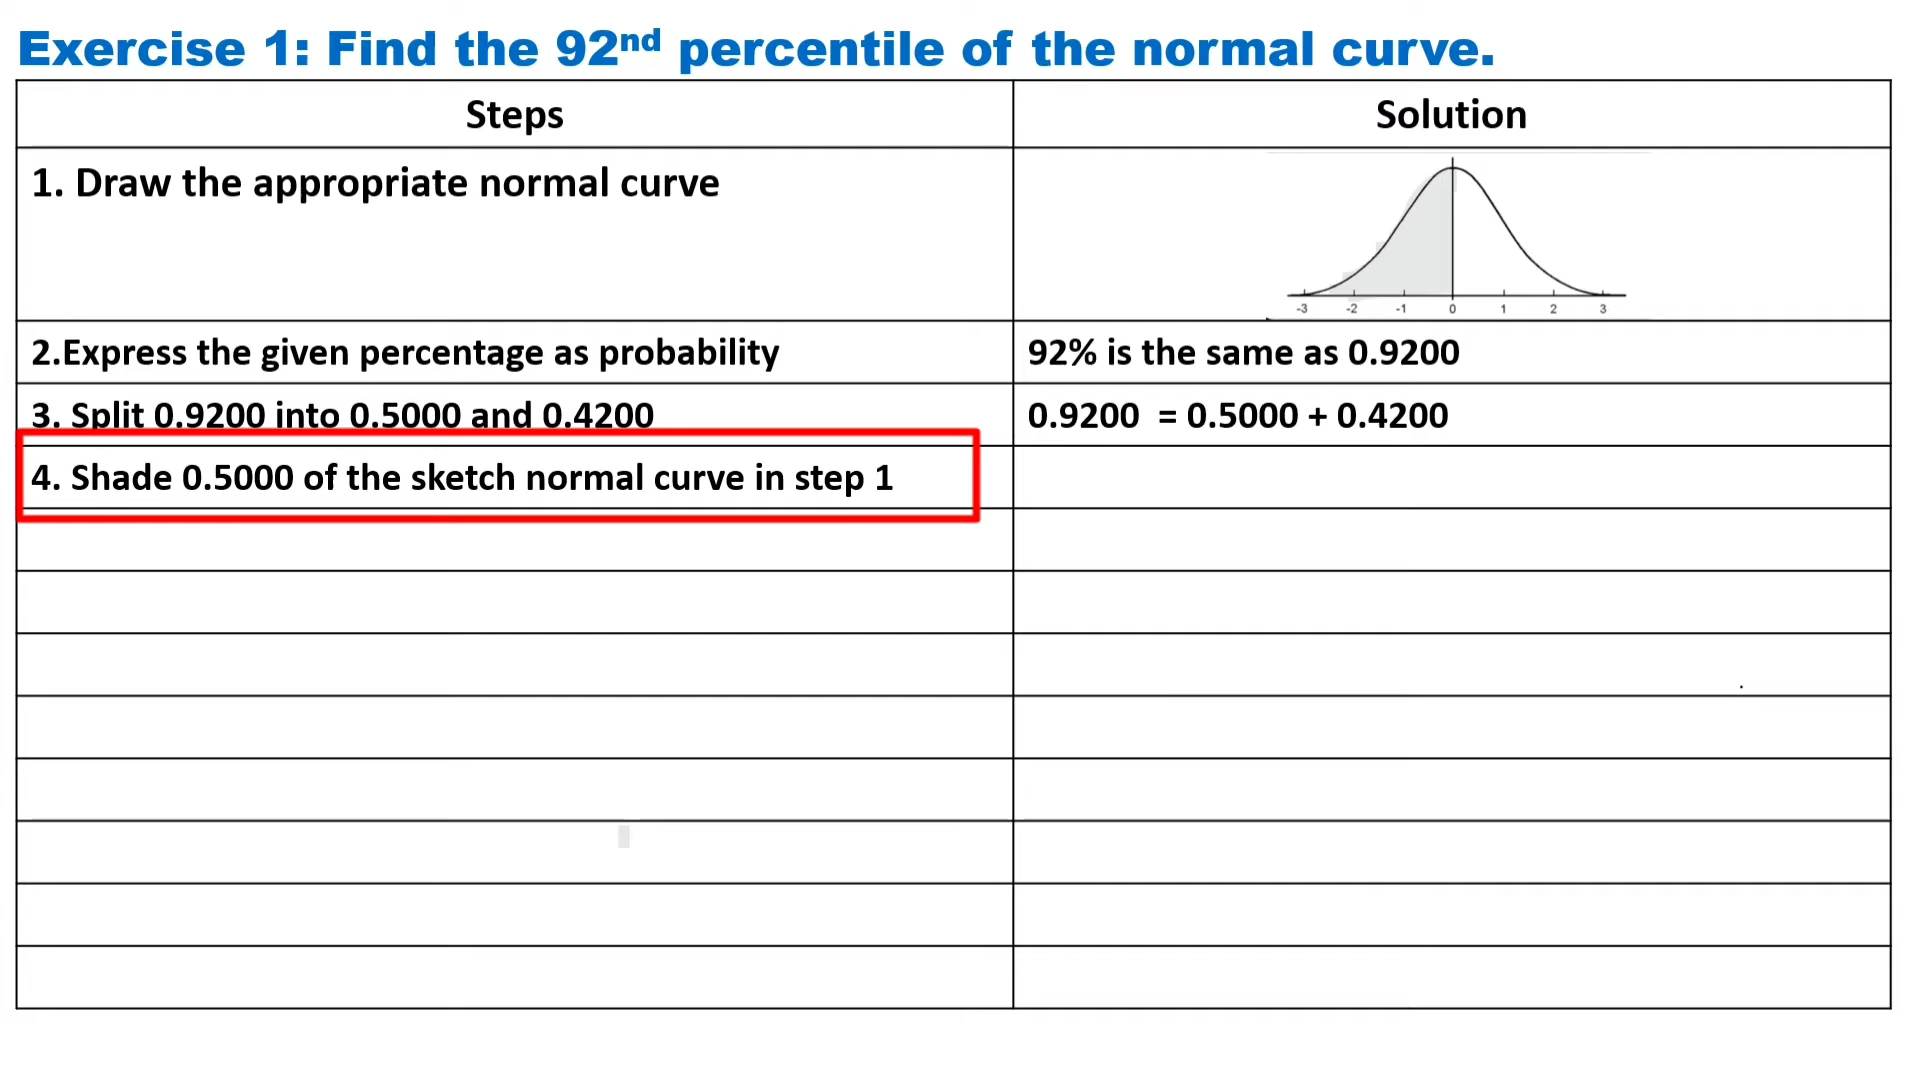 Exercise 1: Find the 92nd percentile of the normal curve.
Steps
Solution
1. Draw the appropriate normal curve
-3 -2 -1 0 1 2 3
2.Express the given percentage as probability
92% is the same as 0.9200
3. Split 0.9200 into 0.5000 and 0.4200
0.9200 = 0.5000 + 0.4200
4. Shade 0.5000 of the sketch normal curve in step 1